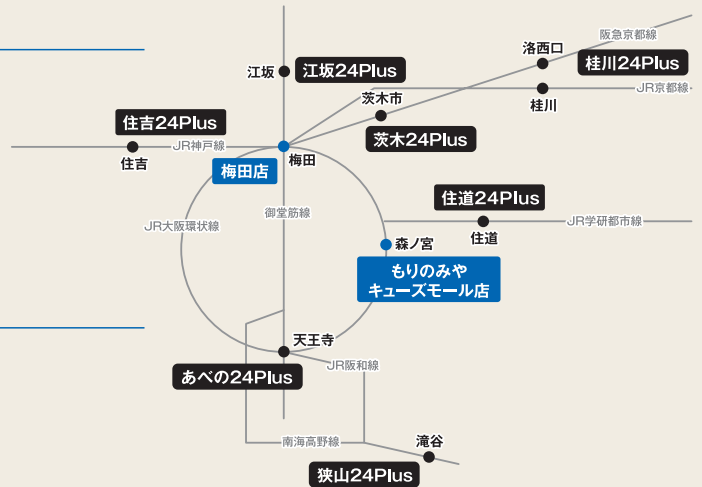 阪急京都線
洛西口
江坂
江坂24Plus
桂川24Plus
JR京都線
茨木市
桂川
住吉24Plus
茨木24Plus
JR神戸線
住吉
梅田
梅田店
住道24Plus
御堂筋線
JR大阪環状線
JR学研都市線
住道
森ノ宮
もりのみや
キューズモール店
天王寺
JR阪和線
あべの24Plus
南海高野線
滝谷
狭山24Plus